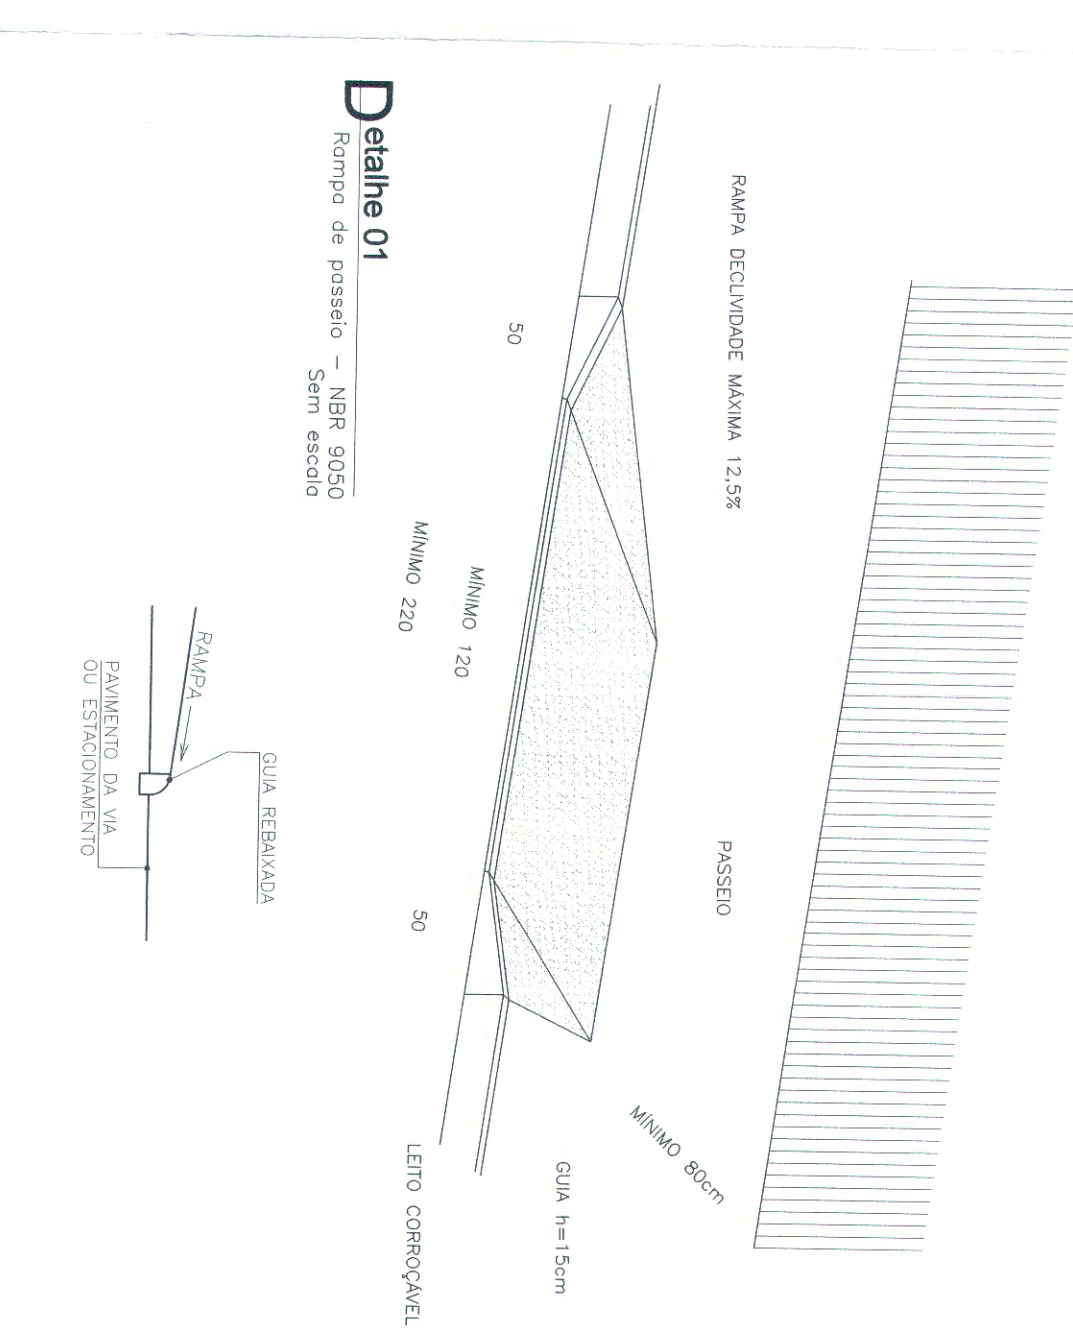 RAMPA DECLIVIDADE MÁXIMA 12,5%
PASSEIO
MÍNIMO 80cm
GUIA h=15cm
50
50
LEITO CORROÇÁVEL
MÍNIMO 120
MÍNIMO 220
Detalhe 01
Rampa de passeio - NBR 9050
Sem escala
GUIA REBAIXADA
RAMPA
PAVIMENTO DA VIA
OU ESTACIONAMENTO